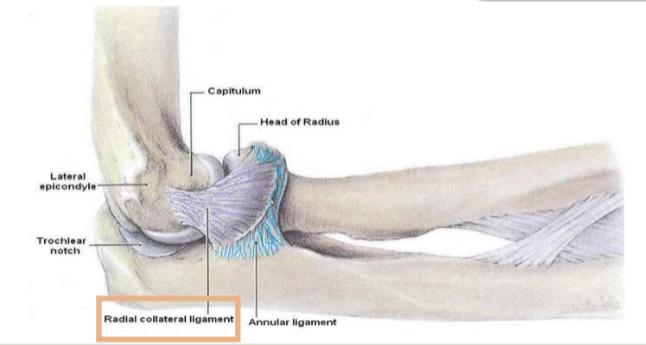 Capitulum
Head of Radius
Lateral
epicondyle
Trochlear
notch
Radial collateral ligament
Annular ligament